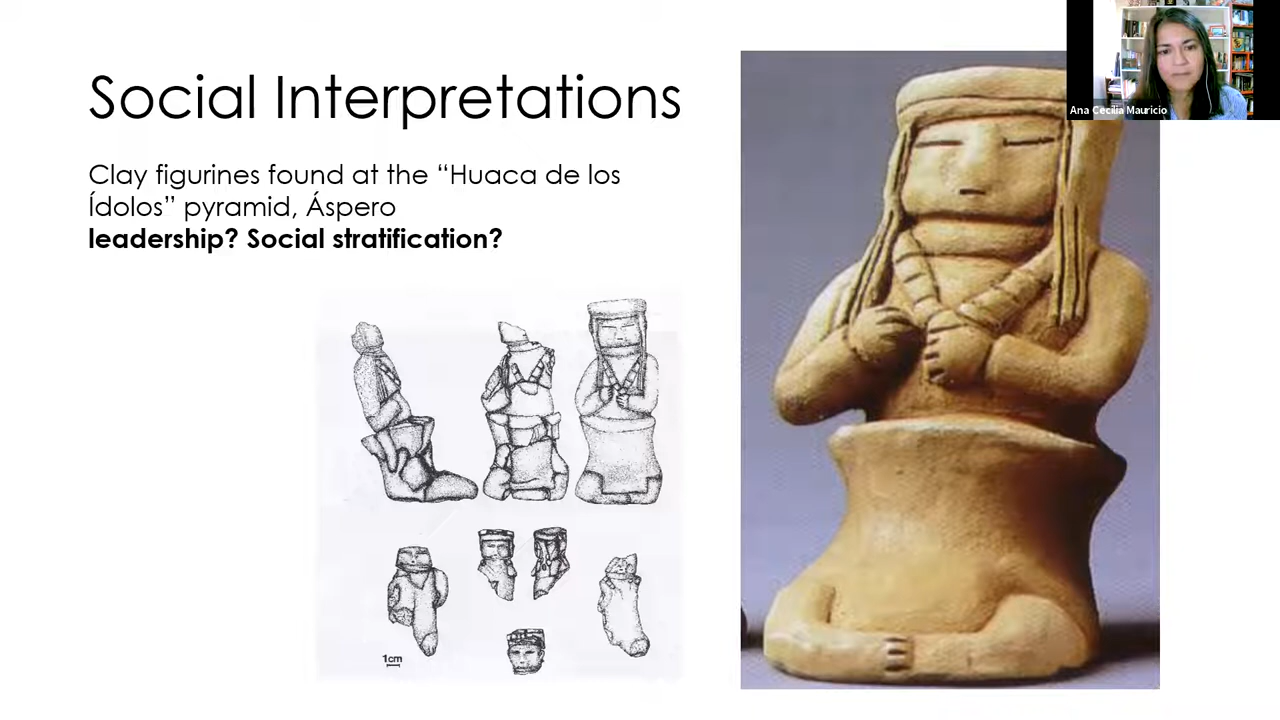 Social Interpretations
Clay figurines found at the “Huaca de los
Ídolos” pyramid, Áspero
leadership? Social stratification?
1cm
Ana Cecilia Mauricio